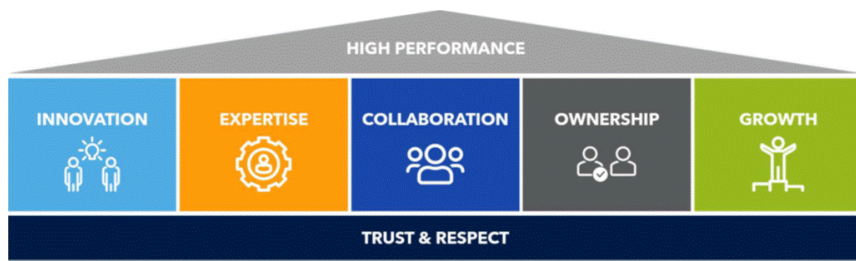 HIGH PERFORMANCE
INNOVATION
EXPERTISE
COLLABORATION
OWNERSHIP
GROWTH
TRUST & RESPECT